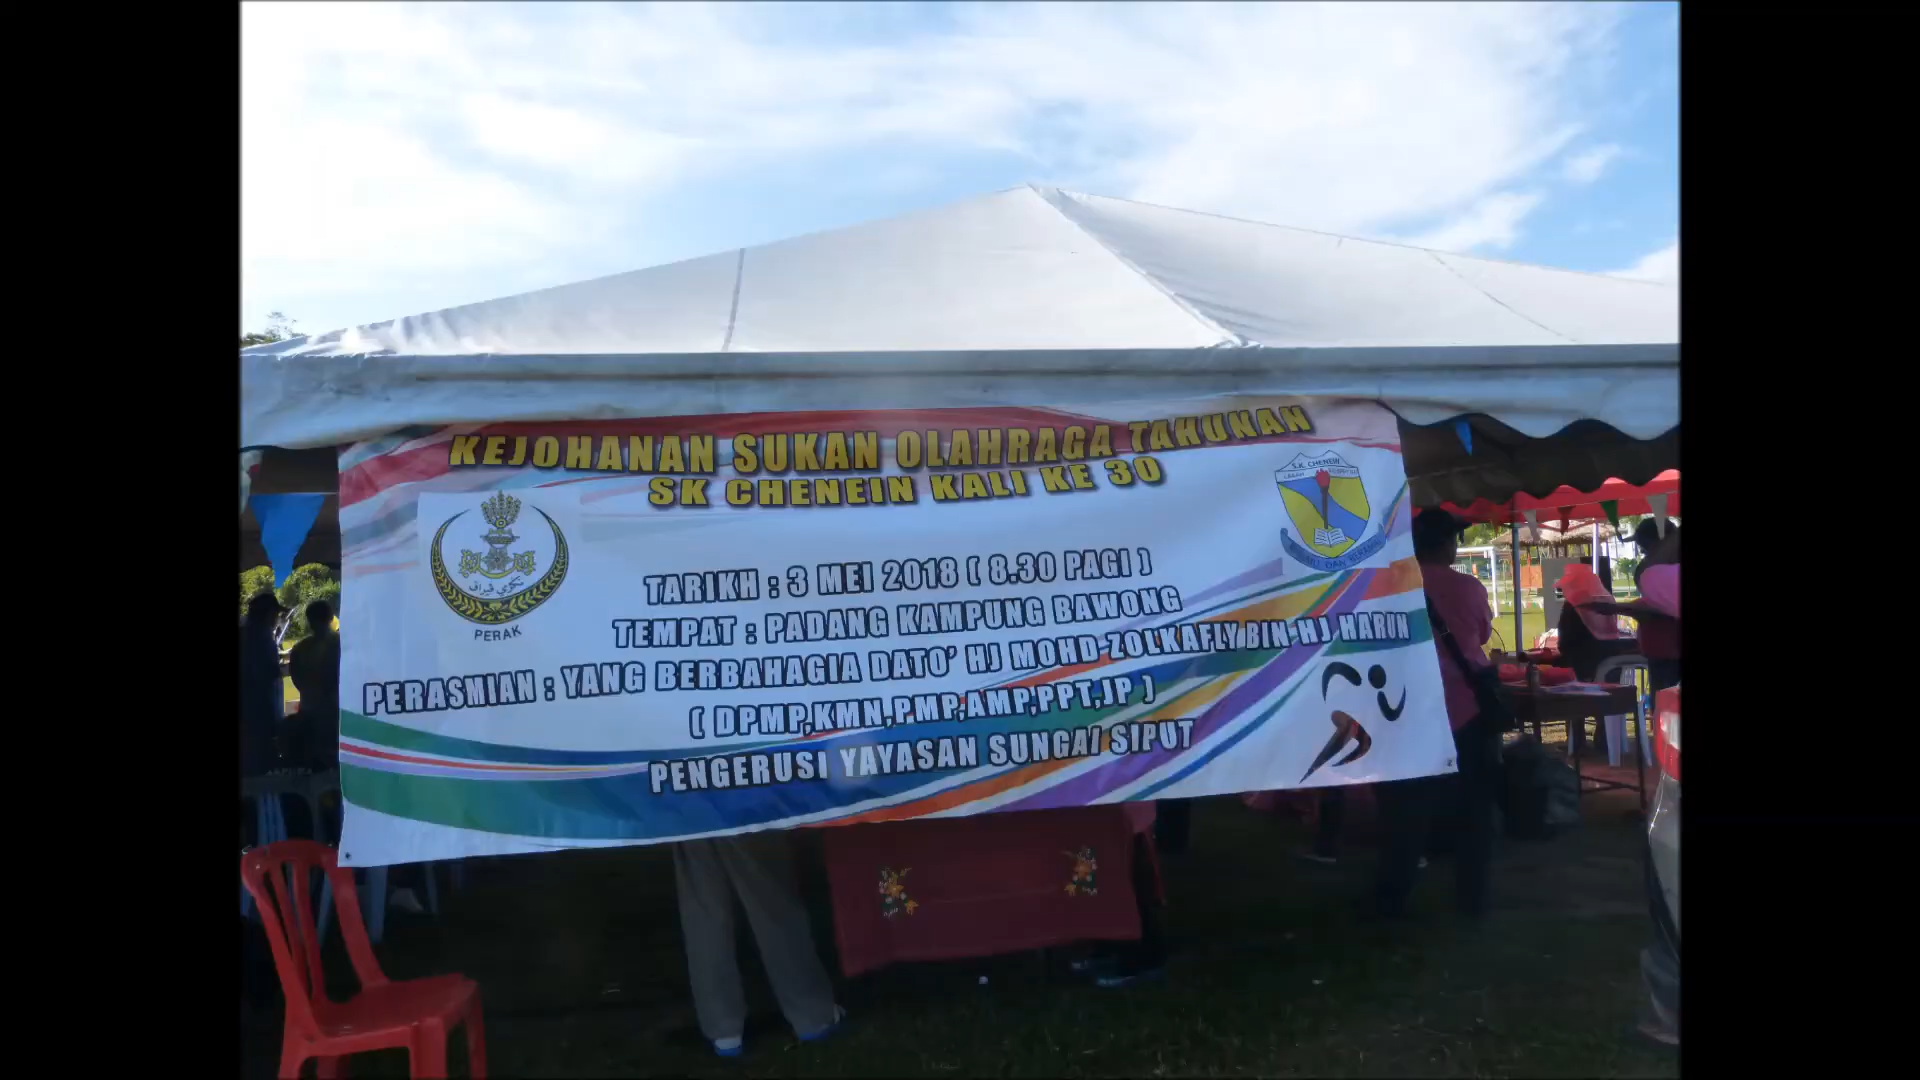 KEJOHANAN SUKAN OLAHRAGA TAHUNAN
SK CHENEIN KALI KE 30
S.K. CHENEIN
نݢري ڤيراق
PERAK
TARIKH : 3 MEI 2018 ( 8.30 PAGI )
TEMPAT : PADANG KAMPUNG BAWONG
PERASMIAN : YANG BERBAHAGIA DATO' HJ MOHD ZOLKAFLY BIN HJ HARUN
( DPMP,KMN,PMP,AMP,PPT,JP )
PENGERUSI YAYASAN SUNGAI SIPUT